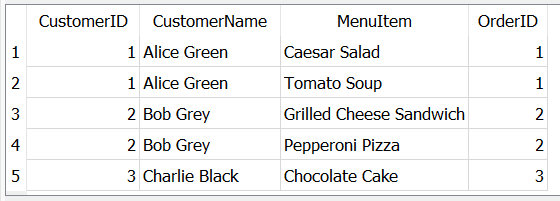 CustomerID CustomerName MenuItem OrderID
1 1 Alice Green Caesar Salad 1
2 1 Alice Green Tomato Soup 1
3 2 Bob Grey Grilled Cheese Sandwich 2
4 2 Bob Grey Pepperoni Pizza 2
5 3 Charlie Black Chocolate Cake 3